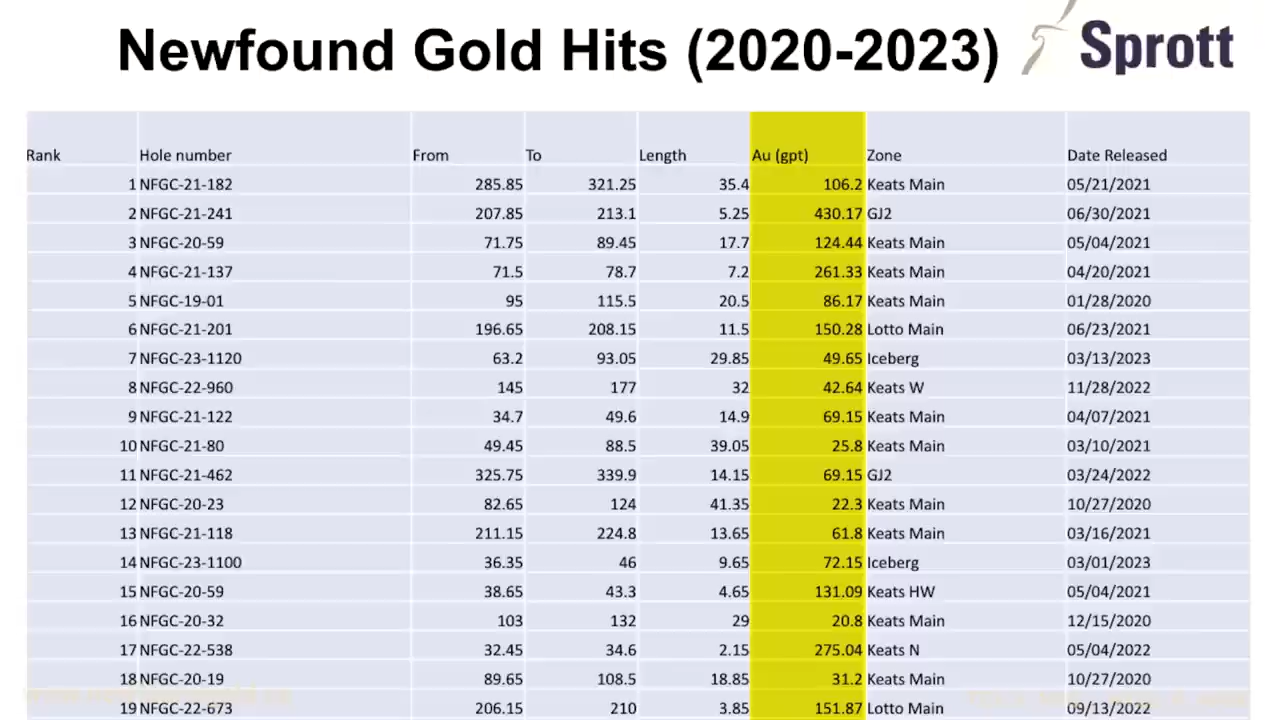 Newfound Gold Hits (2020-2023)
Sprott
Rank Hole number From To Length Au (gpt) Zone Date Released
1 NFGC-21-182 285.85 321.25 35.4 106.2 Keats Main 05/21/2021
2 NFGC-21-241 207.85 213.1 5.25 430.17 GJ2 06/30/2021
3 NFGC-20-59 71.75 89.45 17.7 124.44 Keats Main 05/04/2021
4 NFGC-21-137 71.5 78.7 7.2 261.33 Keats Main 04/20/2021
5 NFGC-19-01 95 115.5 20.5 86.17 Keats Main 01/28/2020
6 NFGC-21-201 196.65 208.15 11.5 150.28 Lotto Main 06/23/2021
7 NFGC-23-1120 63.2 93.05 29.85 49.65 Iceberg 03/13/2023
8 NFGC-22-960 145 177 32 42.64 Keats W 11/28/2022
9 NFGC-21-122 34.7 49.6 14.9 69.15 Keats Main 04/07/2021
10 NFGC-21-80 49.45 88.5 39.05 25.8 Keats Main 03/10/2021
11 NFGC-21-462 325.75 339.9 14.15 69.15 GJ2 03/24/2022
12 NFGC-20-23 82.65 124 41.35 22.3 Keats Main 10/27/2020
13 NFGC-21-118 211.15 224.8 13.65 61.8 Keats Main 03/16/2021
14 NFGC-23-1100 36.35 46 9.65 72.15 Iceberg 03/01/2023
15 NFGC-20-59 38.65 43.3 4.65 131.09 Keats HW 05/04/2021
16 NFGC-20-32 103 132 29 20.8 Keats Main 12/15/2020
17 NFGC-22-538 32.45 34.6 2.15 275.04 Keats N 05/04/2022
18 NFGC-20-19 89.65 108.5 18.85 31.2 Keats Main 10/27/2020
19 NFGC-22-673 206.15 210 3.85 151.87 Lotto Main 09/13/2022